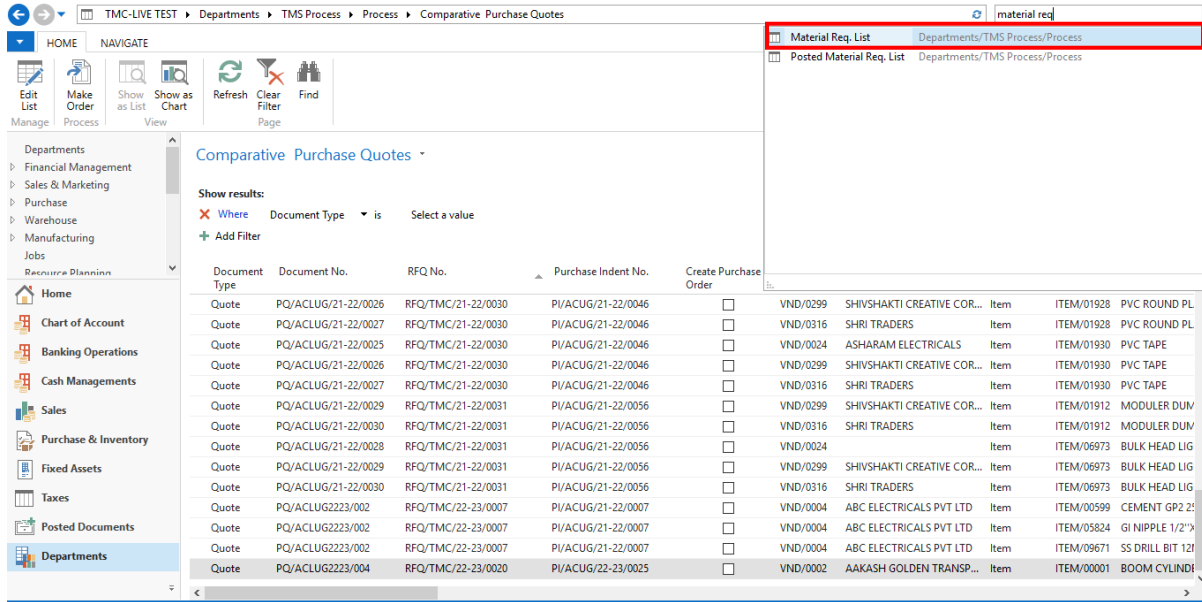 TMC-LIVE TEST ▸ Departments ▸ TMS Process ▸ Process ▸ Comparative Purchase Quotes
material req
Material Req. List Departments/TMS Process/Process
Posted Material Req. List Departments/TMS Process/Process
HOME NAVIGATE
Edit List
Make Order
Show as List
Show as Chart
Refresh
Clear Filter
Find
Manage Process View Page
Departments
Financial Management
Sales & Marketing
Purchase
Warehouse
Manufacturing
Jobs
Resource Planning
Home
Chart of Account
Banking Operations
Cash Managements
Sales
Purchase & Inventory
Fixed Assets
Taxes
Posted Documents
Departments
Comparative Purchase Quotes
Show results:
Where Document Type is Select a value
Add Filter
Document Type Document No. RFQ No. Purchase Indent No. Create Purchase Order
Quote PQ/ACLUG/21-22/0026 RFQ/TMC/21-22/0030 PI/ACUG/21-22/0046 VND/0299 SHIVSHAKTI CREATIVE COR... Item ITEM/01928 PVC ROUND PL
Quote PQ/ACLUG/21-22/0027 RFQ/TMC/21-22/0030 PI/ACUG/21-22/0046 VND/0316 SHRI TRADERS Item ITEM/01928 PVC ROUND PL
Quote PQ/ACLUG/21-22/0025 RFQ/TMC/21-22/0030 PI/ACUG/21-22/0046 VND/0024 ASHARAM ELECTRICALS Item ITEM/01930 PVC TAPE
Quote PQ/ACLUG/21-22/0026 RFQ/TMC/21-22/0030 PI/ACUG/21-22/0046 VND/0299 SHIVSHAKTI CREATIVE COR... Item ITEM/01930 PVC TAPE
Quote PQ/ACLUG/21-22/0027 RFQ/TMC/21-22/0030 PI/ACUG/21-22/0046 VND/0316 SHRI TRADERS Item ITEM/01930 PVC TAPE
Quote PQ/ACLUG/21-22/0029 RFQ/TMC/21-22/0031 PI/ACUG/21-22/0056 VND/0299 SHIVSHAKTI CREATIVE COR... Item ITEM/01912 MODULER DUM
Quote PQ/ACLUG/21-22/0030 RFQ/TMC/21-22/0031 PI/ACUG/21-22/0056 VND/0316 SHRI TRADERS Item ITEM/01912 MODULER DUM
Quote PQ/ACLUG/21-22/0028 RFQ/TMC/21-22/0031 PI/ACUG/21-22/0056 VND/0024 Item ITEM/06973 BULK HEAD LIG
Quote PQ/ACLUG/21-22/0029 RFQ/TMC/21-22/0031 PI/ACUG/21-22/0056 VND/0299 SHIVSHAKTI CREATIVE COR... Item ITEM/06973 BULK HEAD LIG
Quote PQ/ACLUG/21-22/0030 RFQ/TMC/21-22/0031 PI/ACUG/21-22/0056 VND/0316 SHRI TRADERS Item ITEM/06973 BULK HEAD LIG
Quote PQ/ACLUG2223/002 RFQ/TMC/22-23/0007 PI/ACUG/21-22/0007 VND/0004 ABC ELECTRICALS PVT LTD Item ITEM/00599 CEMENT GP2 25
Quote PQ/ACLUG2223/002 RFQ/TMC/22-23/0007 PI/ACUG/21-22/0007 VND/0004 ABC ELECTRICALS PVT LTD Item ITEM/05824 GI NIPPLE 1/2"X
Quote PQ/ACLUG2223/002 RFQ/TMC/22-23/0007 PI/ACUG/21-22/0007 VND/0004 ABC ELECTRICALS PVT LTD Item ITEM/09671 SS DRILL BIT 12
Quote PQ/ACLUG2223/004 RFQ/TMC/22-23/0020 PI/ACUG/22-23/0025 VND/0002 AAKASH GOLDEN TRANSP... Item ITEM/00001 BOOM CYLINDE